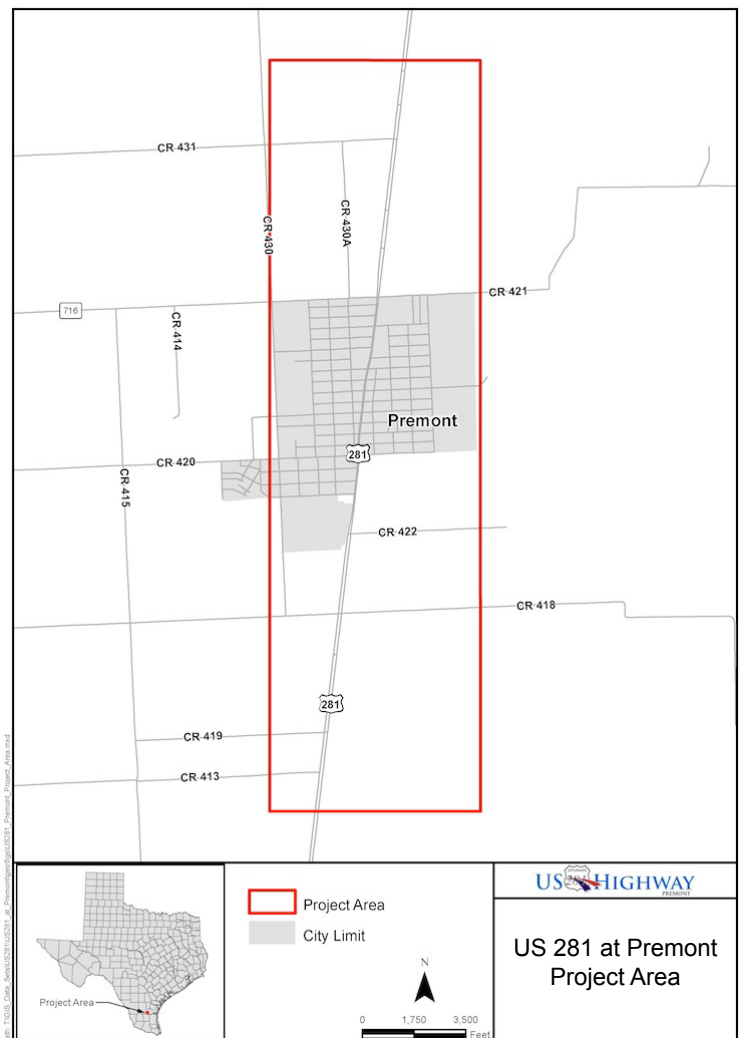 CR 431
CR 430
CR 430A
CR 421
716
CR 414
Premont
281
CR 420
CR 415
CR 422
CR 418
281
CR 419
CR 413
Project Area
Project Area
City Limit
N
0 1,750 3,500
Feet
UPGRADE
US 281 HIGHWAY
PREMONT
US 281 at Premont
Project Area